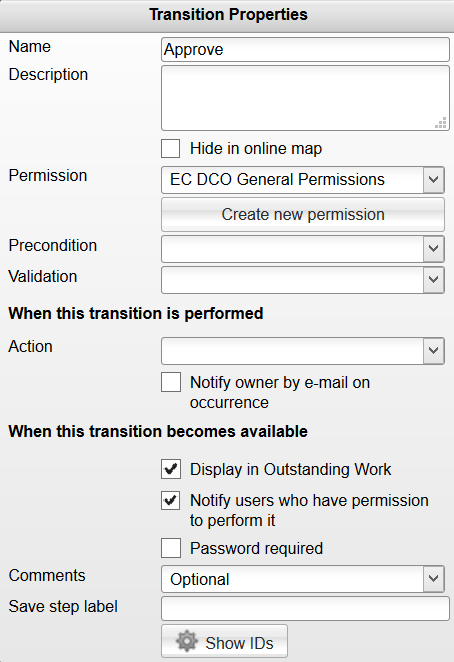 Transition Properties
Name
Approve
Description
Hide in online map
Permission
EC DCO General Permissions
Create new permission
Precondition
Validation
When this transition is performed
Action
Notify owner by e-mail on
occurrence
When this transition becomes available
Display in Outstanding Work
Notify users who have permission
to perform it
Password required
Comments
Optional
Save step label
Show IDs